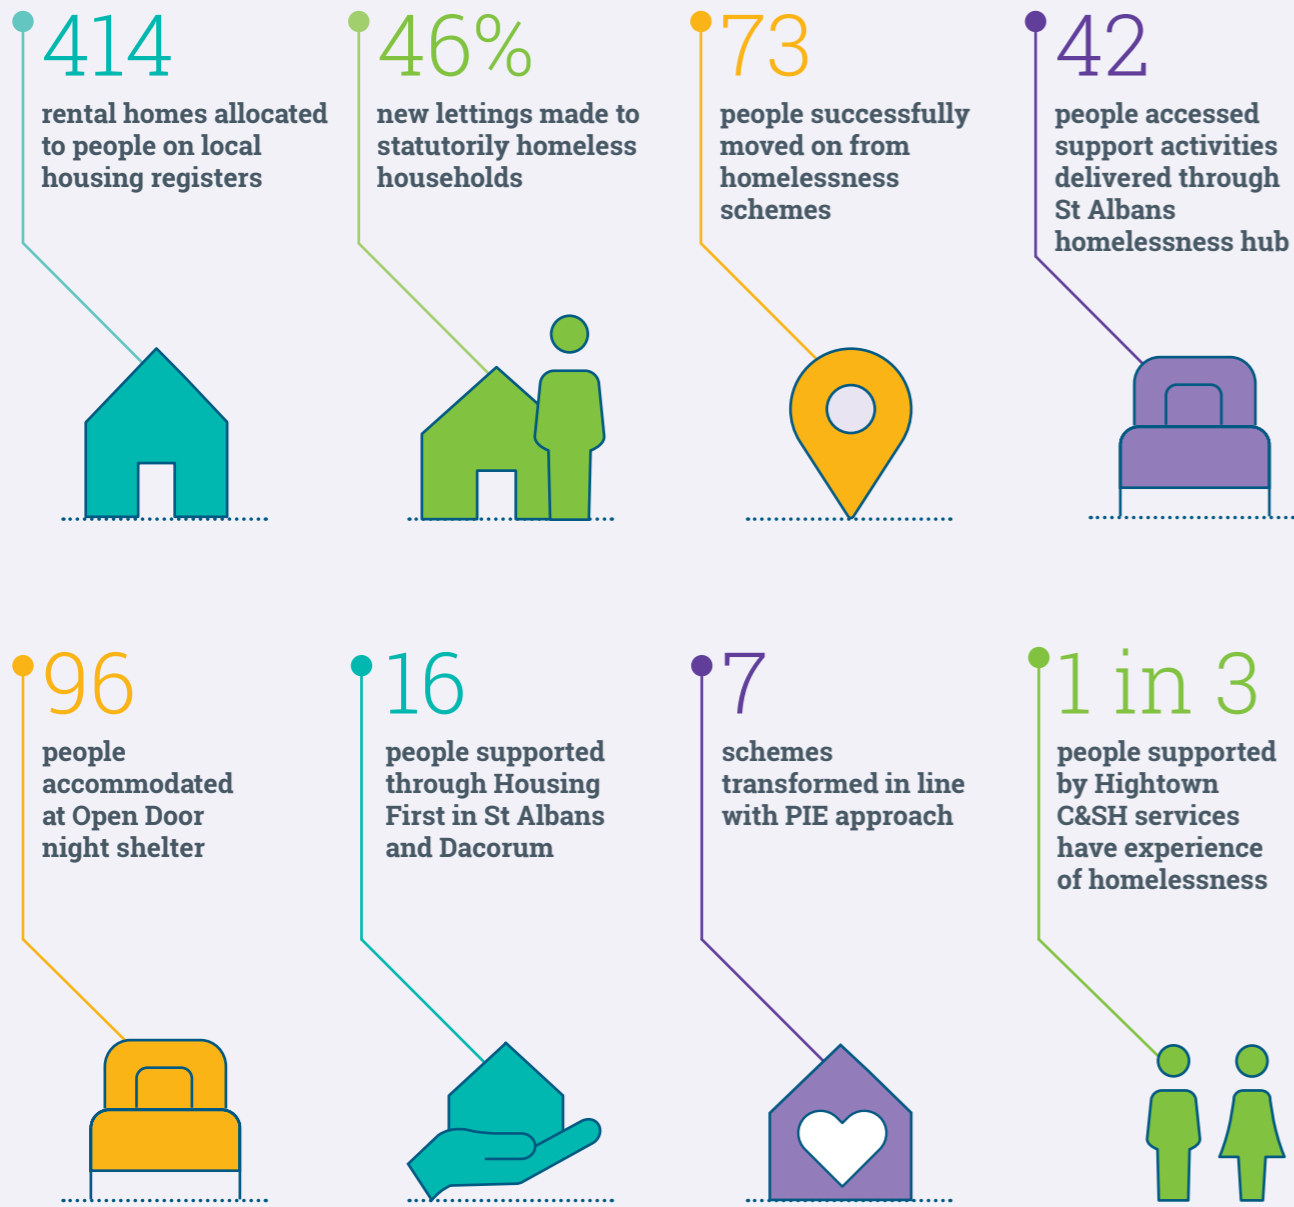 414
rental homes allocated
to people on local
housing registers
46%
new lettings made to
statutorily homeless
households
73
people successfully
moved on from
homelessness
schemes
42
people accessed
support activities
delivered through
St Albans
homelessness hub
96
people
accommodated
at Open Door
night shelter
16
people supported
through Housing
First in St Albans
and Dacorum
7
schemes
transformed in line
with PIE approach
1 in 3
people supported
by Hightown
C&SH services
have experience
of homelessness